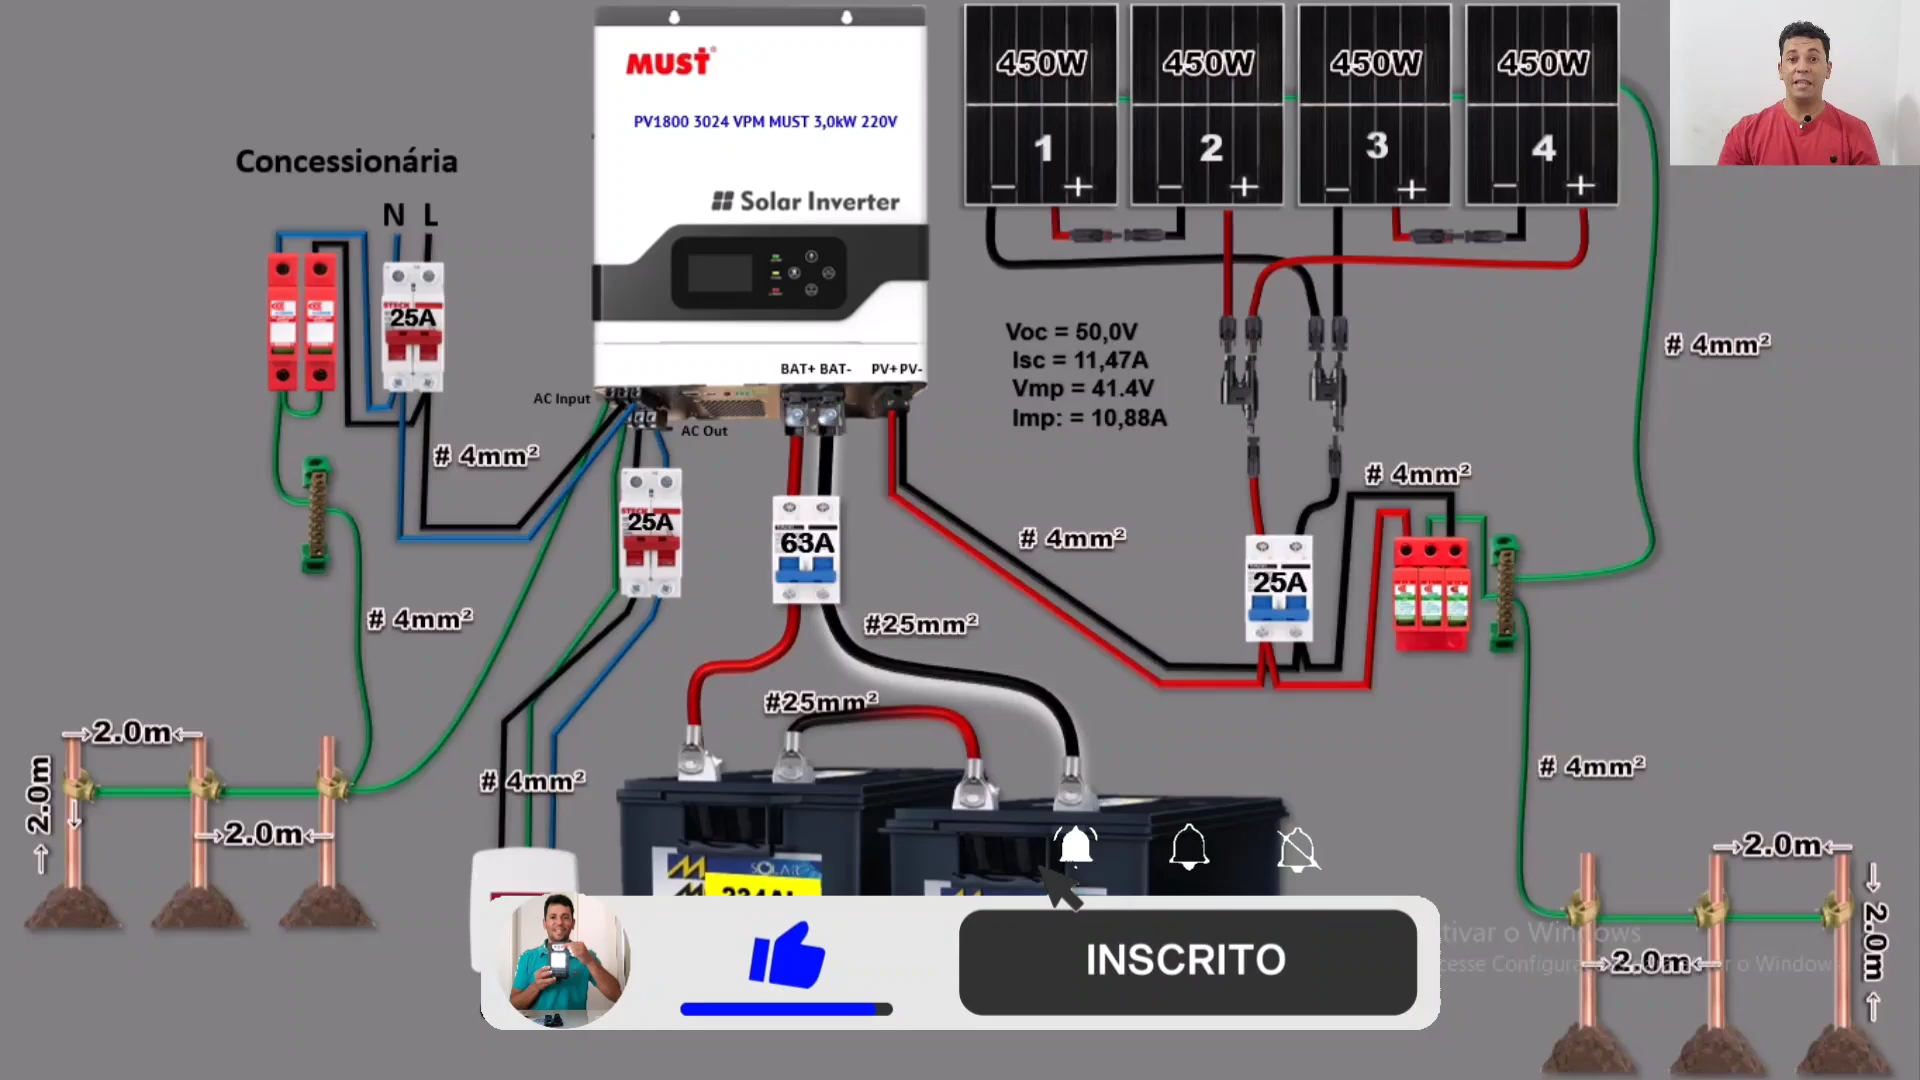 MUST
PV1800 3024 VPM MUST 3,0kW 220V
Solar Inverter
BAT+ BAT- PV+ PV-
AC Input
AC Out
Concessionária
N L
25A
# 4mm²
# 4mm²
25A
63A
#25mm²
#25mm²
# 4mm²
450W
450W
450W
450W
1
2
3
4
− +
− +
− +
− +
Voc = 50,0V
Isc = 11,47A
Vmp = 41.4V
Imp: = 10,88A
# 4mm²
# 4mm²
# 4mm²
25A
# 4mm²
2.0m
2.0m
2.0m
2.0m
2.0m
2.0m
SOLAR
INSCRITO